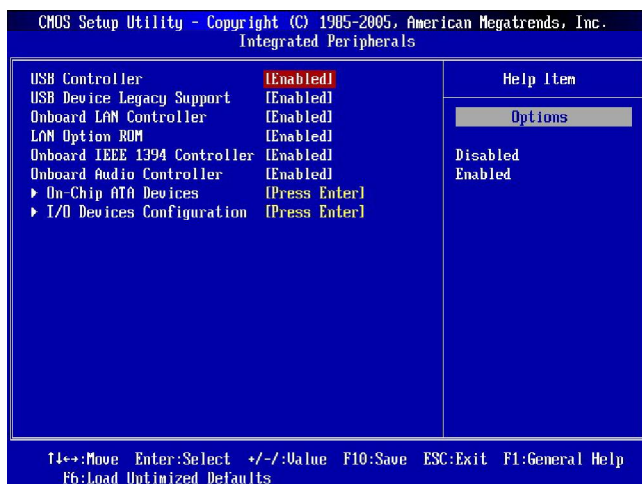 CMOS Setup Utility - Copyright (C) 1985-2005, American Megatrends, Inc.
Integrated Peripherals
USB Controller [Enabled]
USB Device Legacy Support [Enabled]
Onboard LAN Controller [Enabled]
LAN Option ROM [Enabled]
Onboard IEEE 1394 Controller [Enabled]
Onboard Audio Controller [Enabled]
▶ On-Chip ATA Devices [Press Enter]
▶ I/O Devices Configuration [Press Enter]
Help Item
Options
Disabled
Enabled
↑↓←→:Move Enter:Select +/-/:Value F10:Save ESC:Exit F1:General Help
F6:Load Optimized Defaults